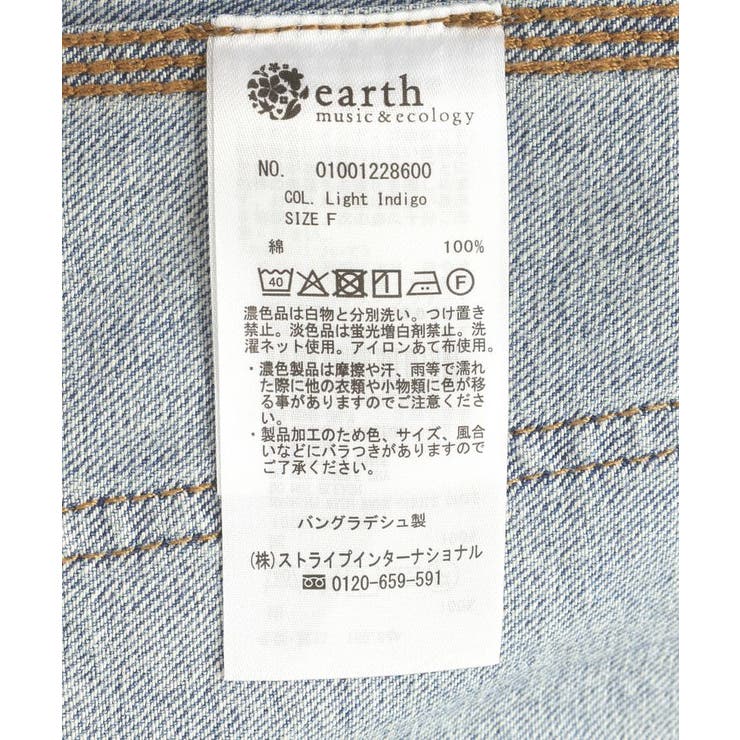 earth
music&ecology
NO. 01001228600
COL. Light Indigo
SIZE F
綿 100%
40 F
濃色品は白物と分別洗い。つけ置き
禁止。淡色品は蛍光増白剤禁止。洗
濯ネット使用。アイロンあて布使用。
・濃色製品は摩擦や汗、雨等で濡れ
た際に他の衣類や小物類に色が移
る事がありますのでご注意くださ
い。
・製品加工のため色、サイズ、風合
いなどにバラつきがありますので
ご了承ください。
バングラデシュ製
(株)ストライプインターナショナル
0120-659-591